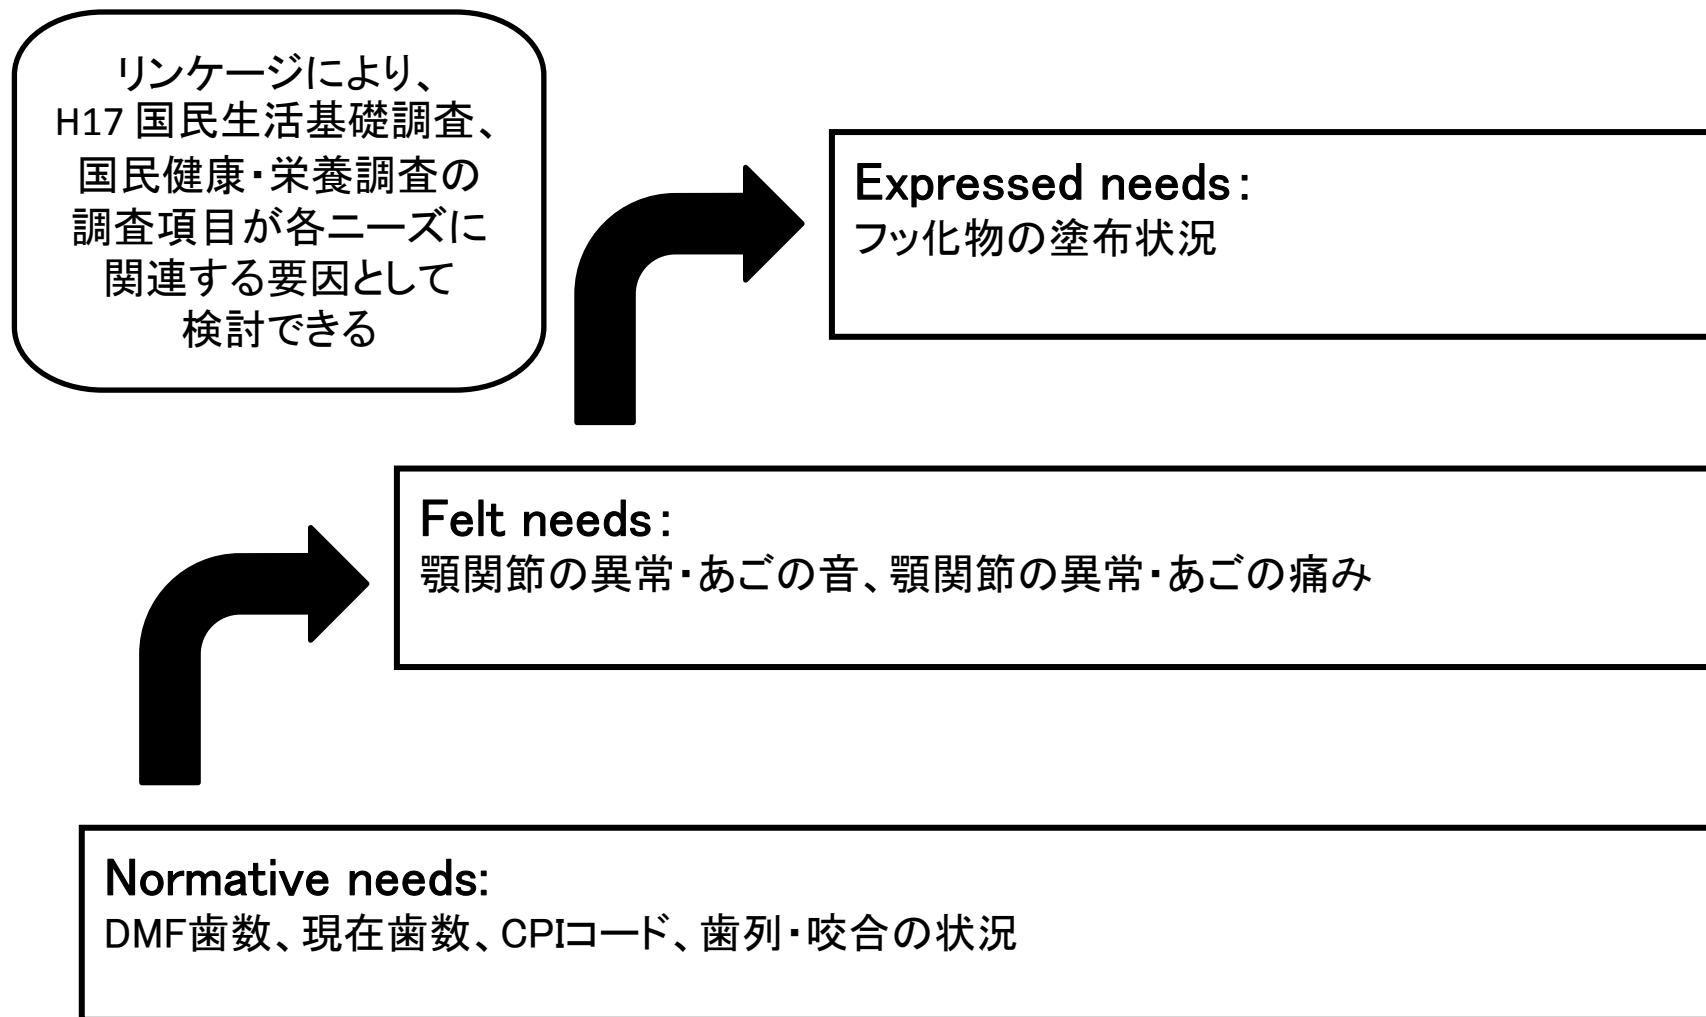 リンケージにより、
H17 国民生活基礎調査、
国民健康・栄養調査の
調査項目が各ニーズに
関連する要因として
検討できる
Expressed needs:
フッ化物の塗布状況
Felt needs:
顎関節の異常・あごの音、顎関節の異常・あごの痛み
Normative needs:
DMF歯数、現在歯数、CPIコード、歯列・咬合の状況